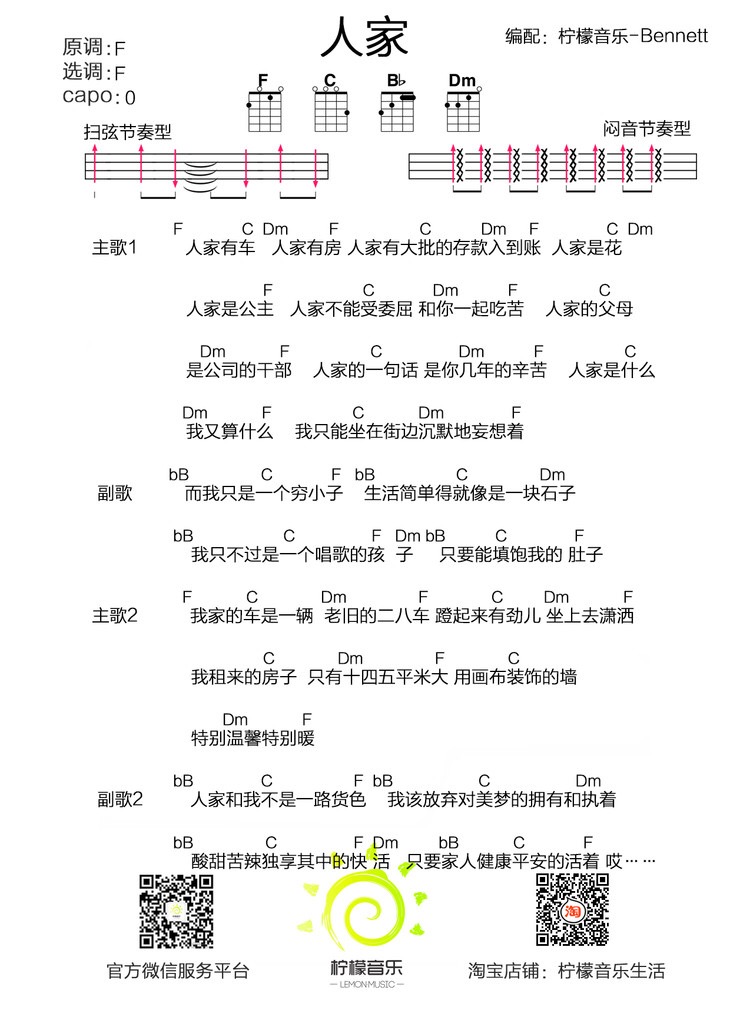 人家
编配：柠檬音乐-Bennett
原调:F
选调:F
capo:0
F C B♭ Dm
扫弦节奏型
闷音节奏型
F C Dm F C Dm F C Dm
主歌1 人家有车 人家有房 人家有大批的存款入到账 人家是花
F C Dm F C
人家是公主 人家不能受委屈 和你一起吃苦 人家的父母
Dm F C Dm F C
是公司的干部 人家的一句话 是你几年的辛苦 人家是什么
Dm F C Dm F
我又算什么 我只能坐在街边沉默地妄想着
bB C F bB C Dm
副歌 而我只是一个穷小子 生活简单得就像是一块石子
bB C F Dm bB C F
我只不过是一个唱歌的孩 子 只要能填饱我的 肚子
F C Dm F C Dm F
主歌2 我家的车是一辆 老旧的二八车 蹬起来有劲儿 坐上去潇洒
C Dm F C
我租来的房子 只有十四五平米大 用画布装饰的墙
Dm F
特别温馨特别暖
bB C F bB C Dm
副歌2 人家和我不是一路货色 我该放弃对美梦的拥有和执着
bB C F Dm bB C F
酸甜苦辣独享其中的快 活 只要家人健康平安的活着 哎……
淘
官方微信服务平台
柠檬音乐
LEMON MUSIC
淘宝店铺：柠檬音乐生活